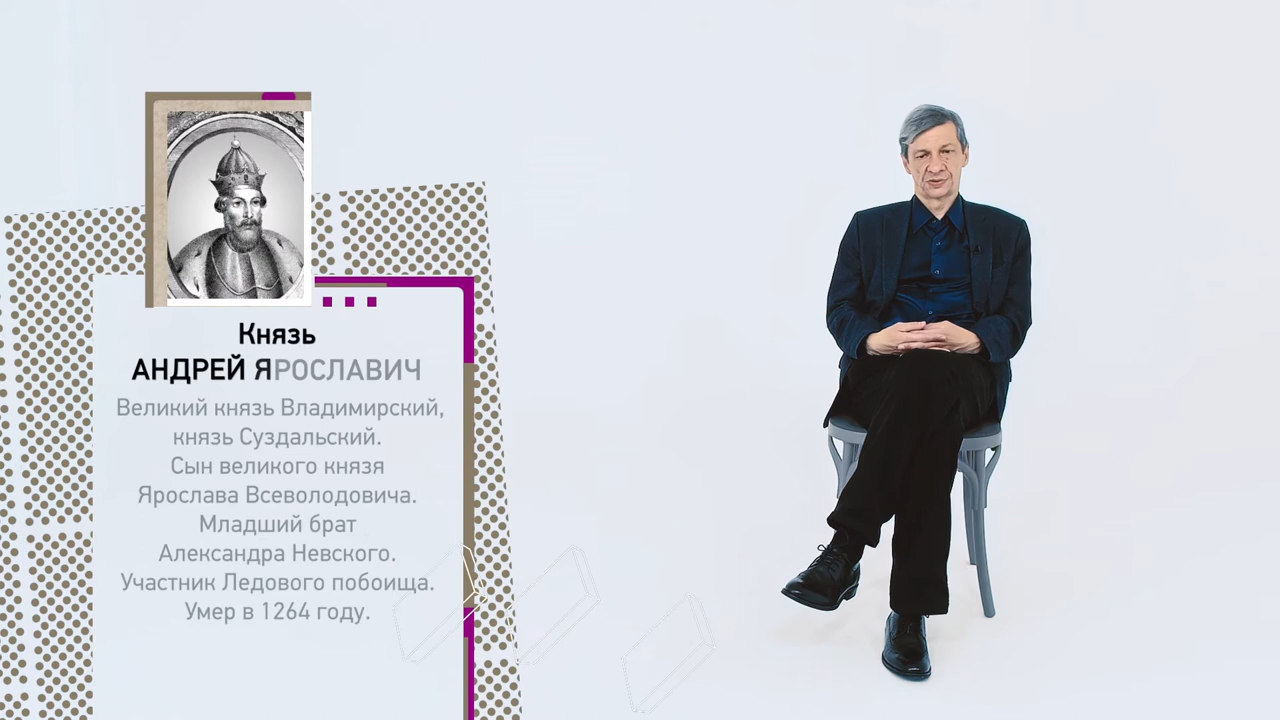 Князь
АНДРЕЙ ЯРОСЛАВИЧ
Великий князь Владимирский,
князь Суздальский.
Сын великого князя
Ярослава Всеволодовича.
Младший брат
Александра Невского.
Участник Ледового побоища.
Умер в 1264 году.